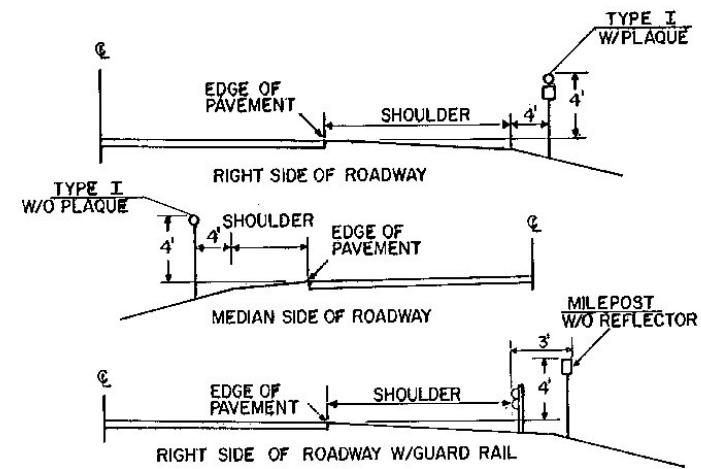 TYPE I
W/PLAQUE
℄
EDGE OF
PAVEMENT
SHOULDER
4'
4'
RIGHT SIDE OF ROADWAY
TYPE I
W/O PLAQUE
4'
4'
SHOULDER
EDGE OF
PAVEMENT
℄
MEDIAN SIDE OF ROADWAY
MILEPOST
W/O REFLECTOR
3'
℄
EDGE OF
PAVEMENT
SHOULDER
4'
RIGHT SIDE OF ROADWAY W/GUARD RAIL